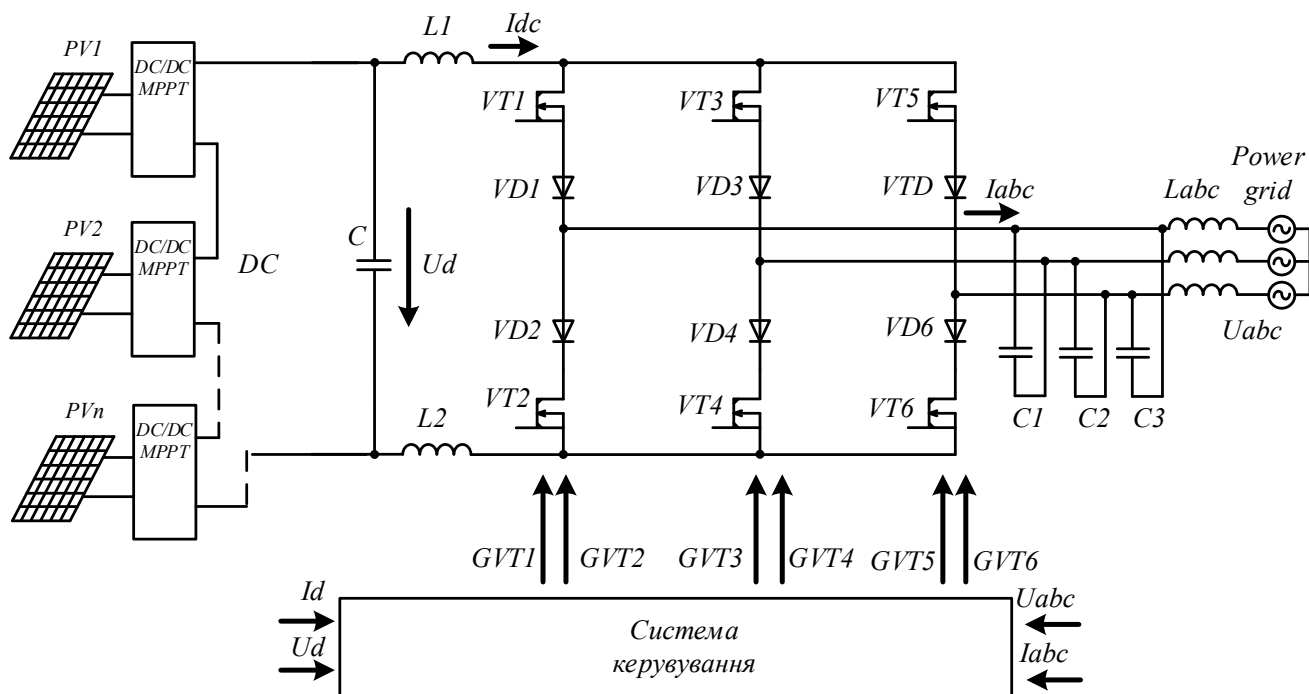 L1
Idc
PV1
DC/DC
MPPT
VT1
VT3
VT5
VD1
VD3
VTD
Iabc
Labc
Power
grid
PV2
DC/DC
MPPT
DC
C
Ud
VD2
VD4
VD6
Uabc
PVn
DC/DC
MPPT
L2
VT2
VT4
VT6
C1
C2
C3
GVT1
GVT2
GVT3
GVT4
GVT5
GVT6
Id
Ud
Система
керувування
Uabc
Iabc